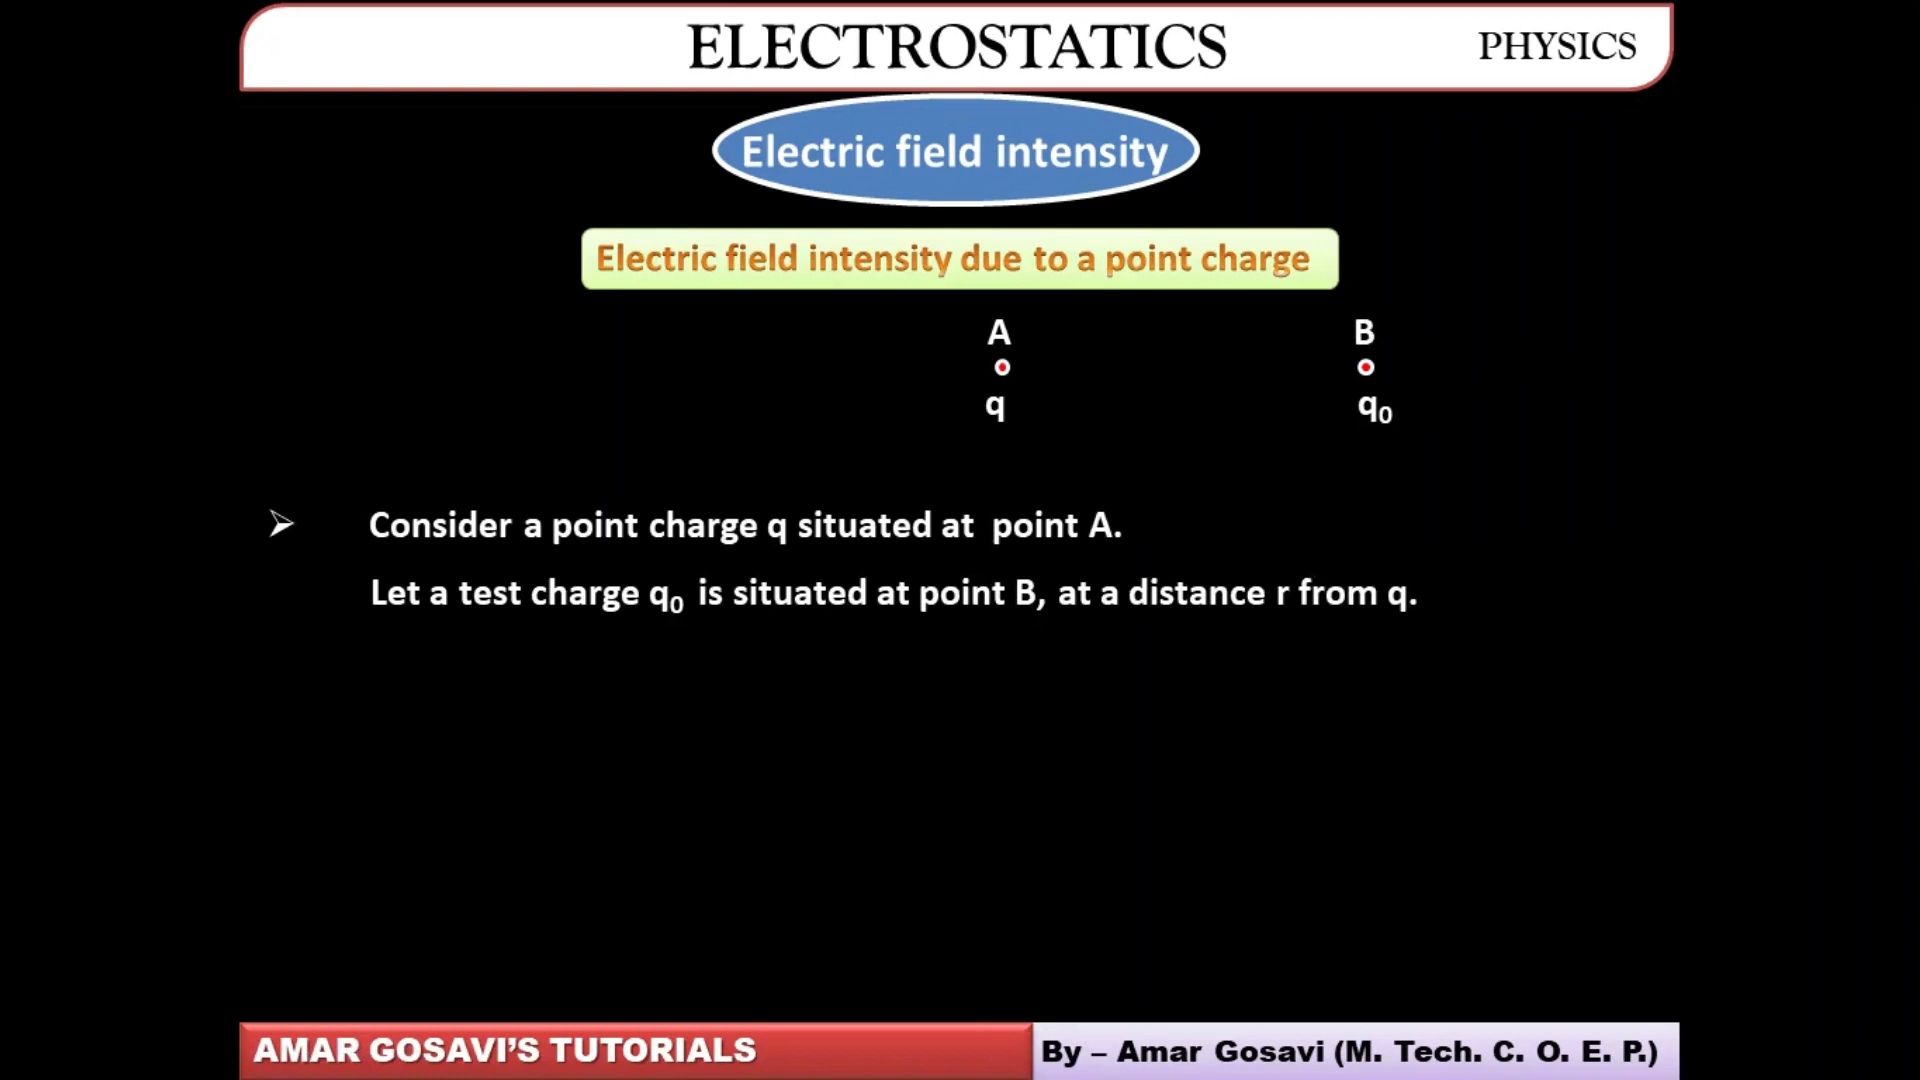 ELECTROSTATICS PHYSICS
Electric field intensity
Electric field intensity due to a point charge
A B
q q₀
➢ Consider a point charge q situated at point A.
Let a test charge q₀ is situated at point B, at a distance r from q.
AMAR GOSAVI’S TUTORIALS By – Amar Gosavi (M. Tech. C. O. E. P.)